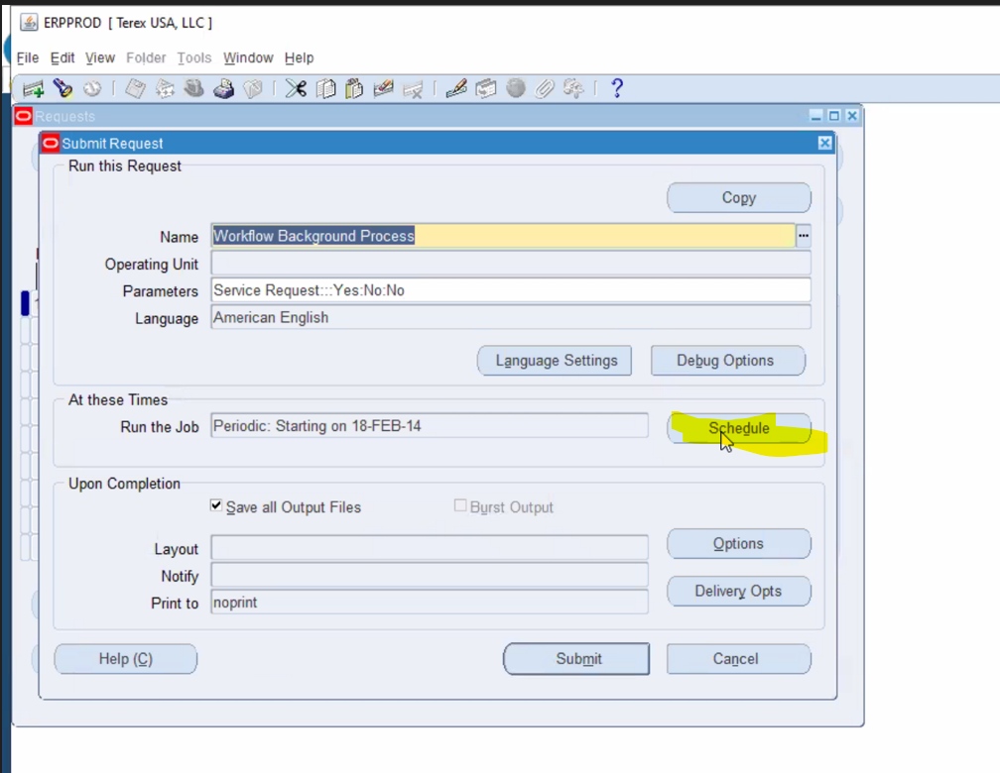 ERPPROD [ Terex USA, LLC ]
File Edit View Folder Tools Window Help
?
Requests
Submit Request
Run this Request
Copy
Name Workflow Background Process ...
Operating Unit
Parameters Service Request:::Yes:No:No
Language American English
Language Settings Debug Options
At these Times
Run the Job Periodic: Starting on 18-FEB-14 Schedule
Upon Completion
Save all Output Files Burst Output
Layout Options
Notify
Delivery Opts
Print to noprint
Help (C) Submit Cancel